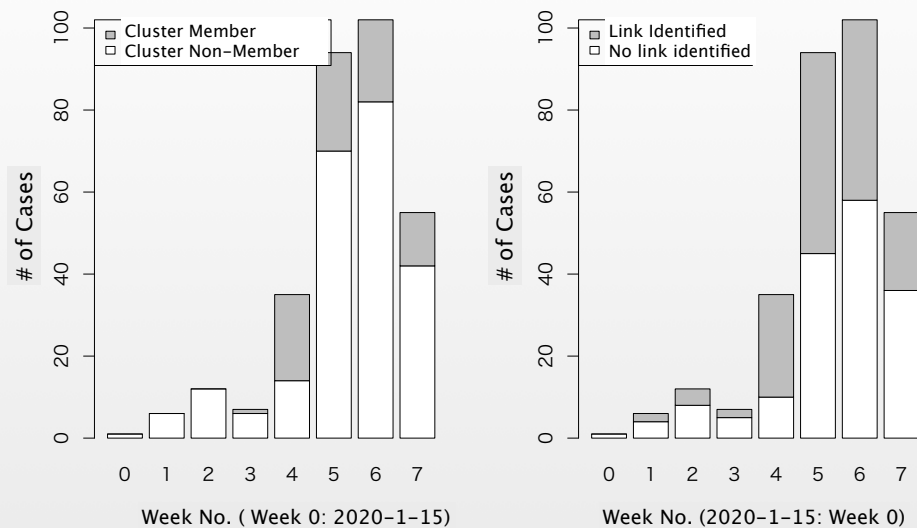 Cluster Member
Cluster Non-Member
# of Cases
100
80
60
40
20
0
0 1 2 3 4 5 6 7
Week No. ( Week 0: 2020-1-15)
Link Identified
No link identified
# of Cases
100
80
60
40
20
0
0 1 2 3 4 5 6 7
Week No. (2020-1-15: Week 0)